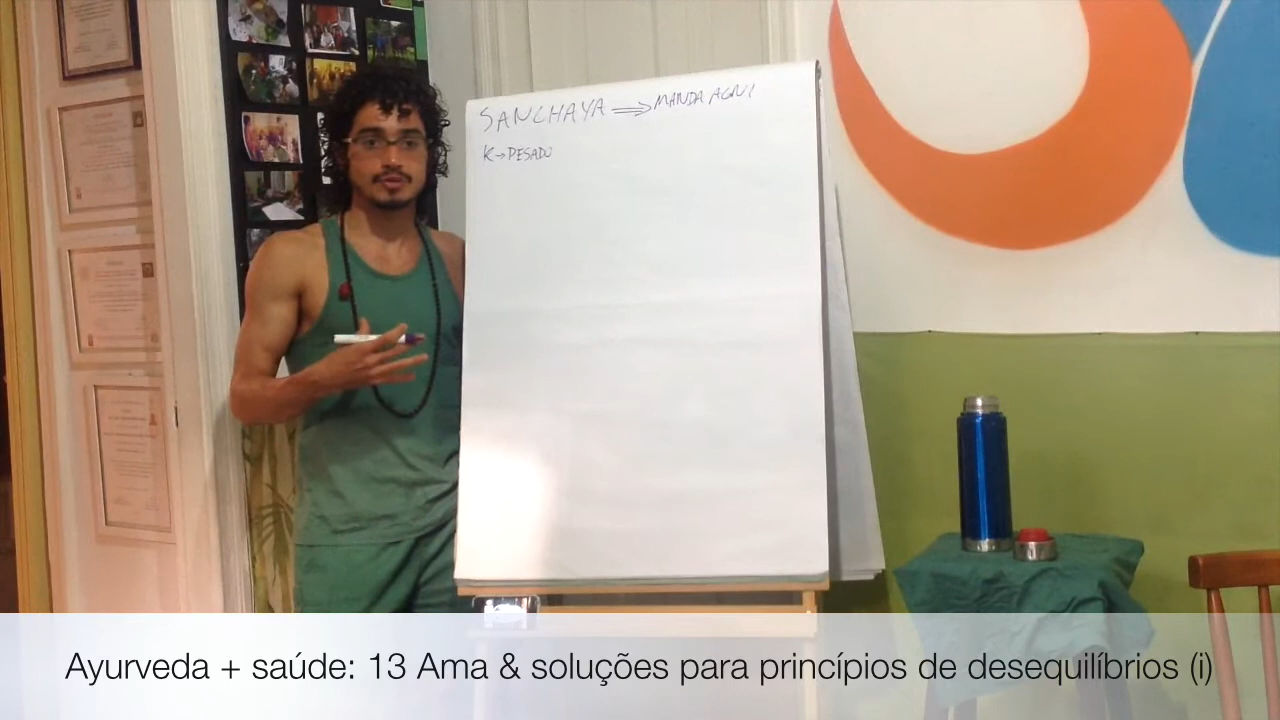 SANCHAYA ⇒ MANDA AGNI
K→PESADO
Ayurveda + saúde: 13 Ama & soluções para princípios de desequilíbrios (i)